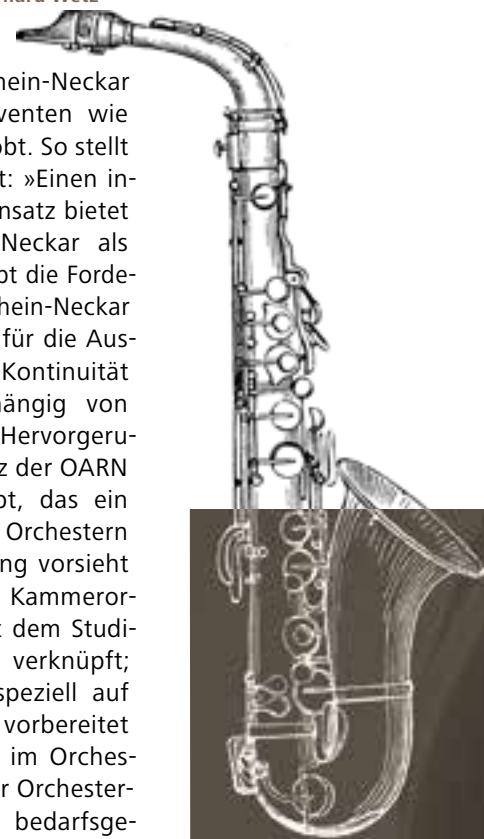 hein-Neckar
venten wie
obt. So stellt
t: »Einen in-
nsatz bietet
Neckar als
bt die Forde-
hein-Neckar
für die Aus-
Kontinuität
hängig von
Hervorgeru-
z der OARN
pt, das ein
Orchestern
ng vorsieht
Kammeror-
t dem Studi-
verknüpft;
speziell auf
vorbereitet
im Orches-
r Orchester-
bedarfsge-